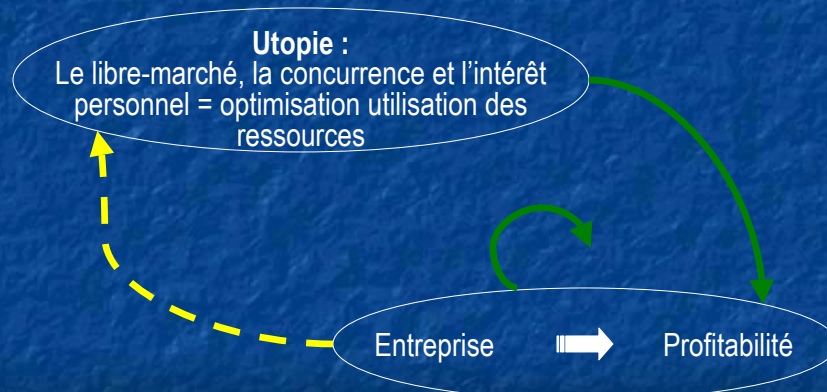 Utopie :
Le libre-marché, la concurrence et l’intérêt
personnel = optimisation utilisation des
ressources
Entreprise Profitabilité